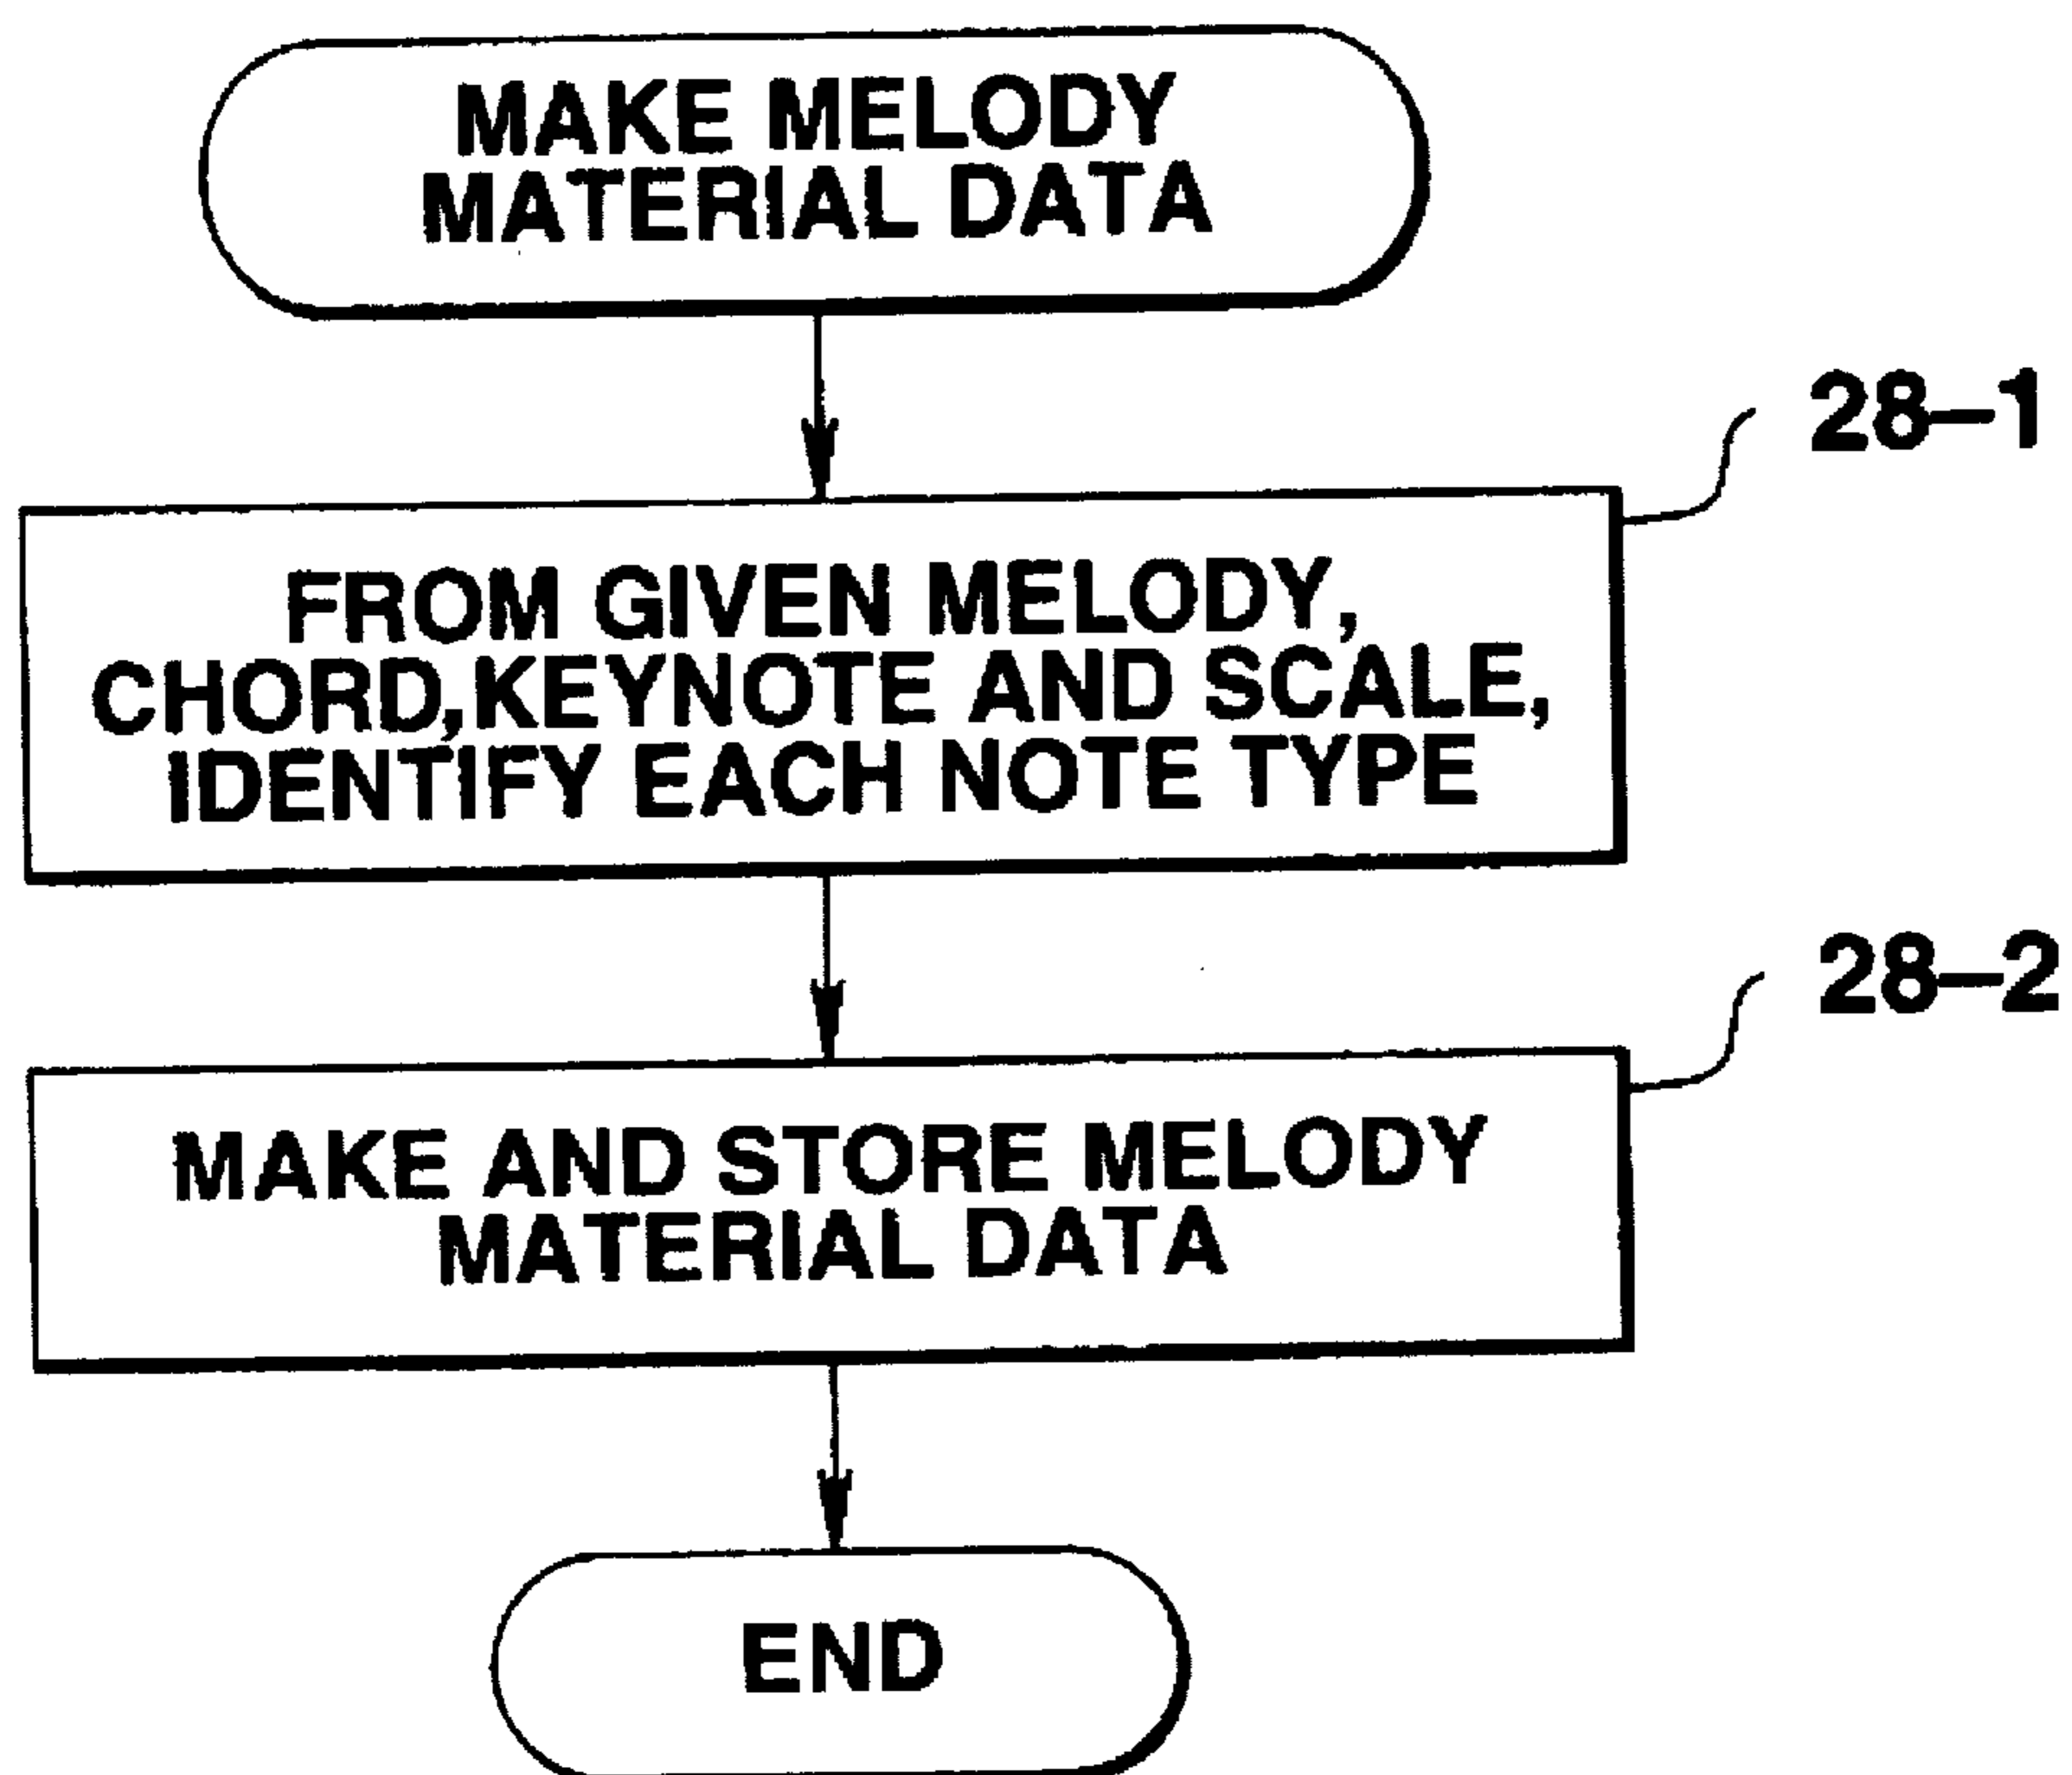 MAKE MELODY
MATERIAL DATA
28-1
FROM GIVEN MELODY,
CHORD,KEYNOTE AND SCALE,
IDENTIFY EACH NOTE TYPE
28-2
MAKE AND STORE MELODY
MATERIAL DATA
END